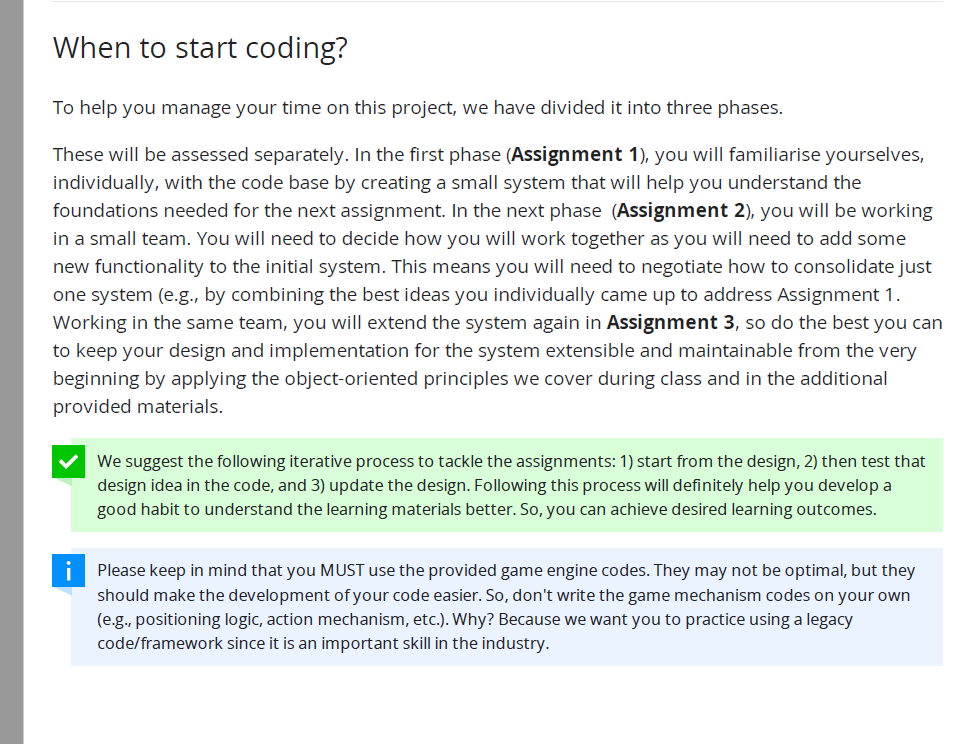 When to start coding?
To help you manage your time on this project, we have divided it into three phases.
These will be assessed separately. In the first phase (Assignment 1), you will familiarise yourselves,
individually, with the code base by creating a small system that will help you understand the
foundations needed for the next assignment. In the next phase  (Assignment 2), you will be working
in a small team. You will need to decide how you will work together as you will need to add some
new functionality to the initial system. This means you will need to negotiate how to consolidate just
one system (e.g., by combining the best ideas you individually came up to address Assignment 1.
Working in the same team, you will extend the system again in Assignment 3, so do the best you can
to keep your design and implementation for the system extensible and maintainable from the very
beginning by applying the object-oriented principles we cover during class and in the additional
provided materials.
We suggest the following iterative process to tackle the assignments: 1) start from the design, 2) then test that
design idea in the code, and 3) update the design. Following this process will definitely help you develop a
good habit to understand the learning materials better. So, you can achieve desired learning outcomes.
Please keep in mind that you MUST use the provided game engine codes. They may not be optimal, but they
should make the development of your code easier. So, don't write the game mechanism codes on your own
(e.g., positioning logic, action mechanism, etc.). Why? Because we want you to practice using a legacy
code/framework since it is an important skill in the industry.